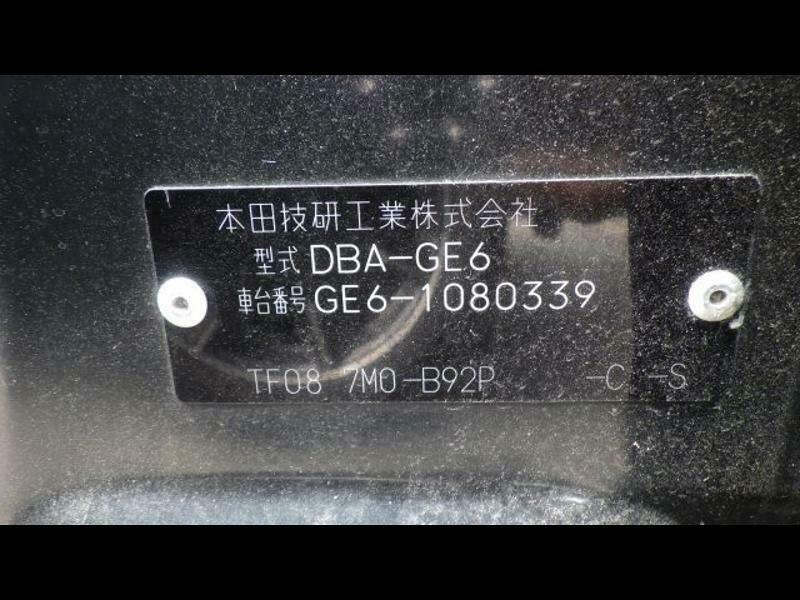 本田技研工業株式会社
型式 DBA-GE6
車台番号 GE6-1080339
TF08 7M0-B92P -C -S